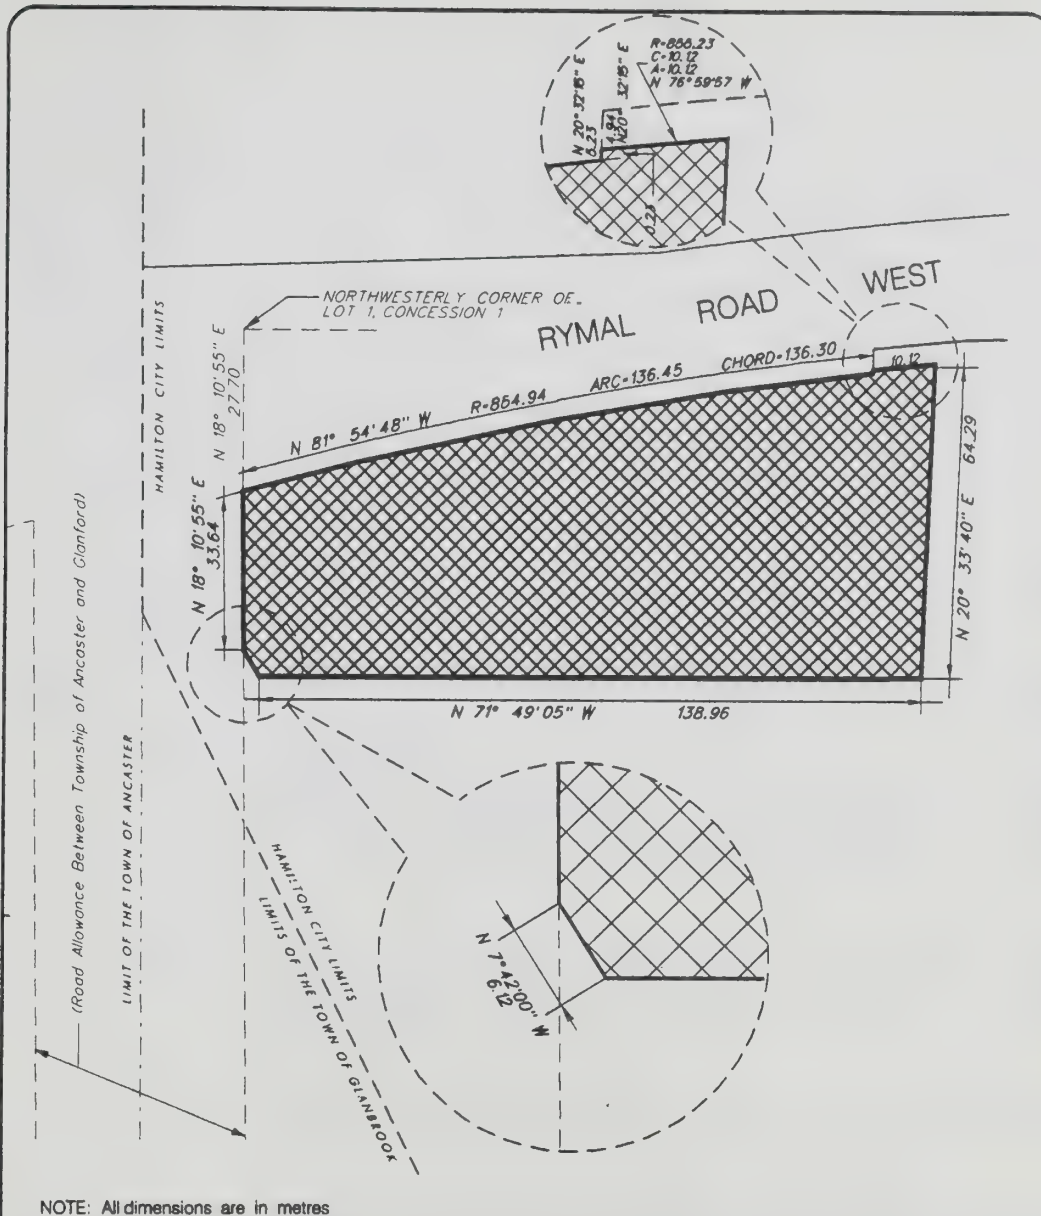 R=866.23
C=10.12
A=10.12
N 76°59'57 W
N 20° 32'15" E
5.23
1.94
N20° 32'15" E
0.23
NORTHWESTERLY CORNER OF
LOT 1, CONCESSION 1
RYMAL ROAD WEST
HAMILTON CITY LIMITS
N 18° 10'55" E
27.70
N 81° 54'48" W R=864.94 ARC=136.45 CHORD=136.30
10.12
N 18° 10'55" E
33.64
N 20° 33'40" E 64.29
N 71° 49'05" W 138.96
(Road Allowance Between Township of Ancaster and Glanford)
LIMIT OF THE TOWN OF ANCASTER
HAMILTON CITY LIMITS
LIMITS OF THE TOWN OF GLANBROOK
N 7° 42'00" W
6.12
NOTE: All dimensions are in metres